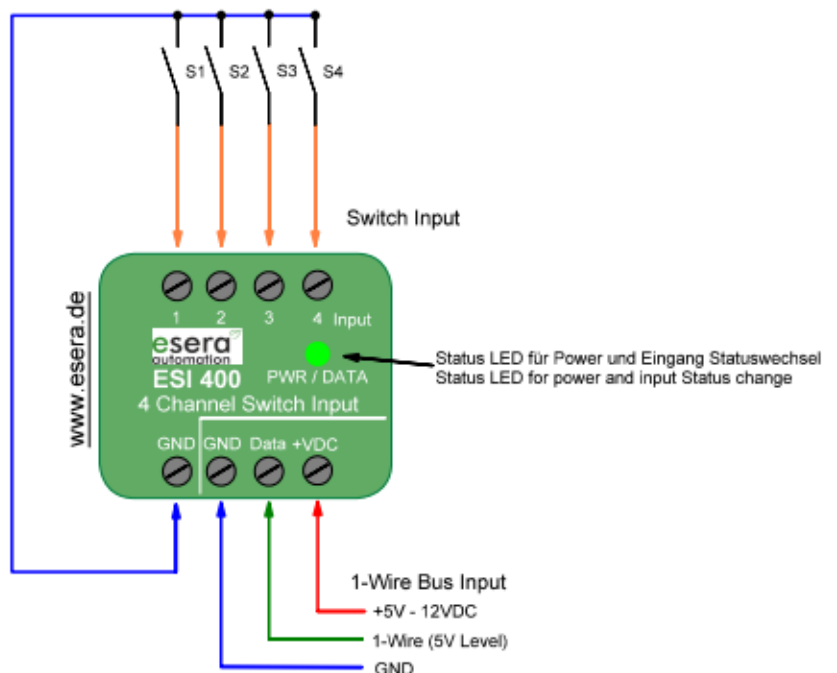 S1 S2 S3 S4
Switch Input
1 2 3 4 Input
esera
automation
ESI 400
PWR / DATA
4 Channel Switch Input
GND GND Data +VDC
www.esera.de
Status LED für Power und Eingang Statuswechsel
Status LED for power and input Status change
1-Wire Bus Input
+5V - 12VDC
1-Wire (5V Level)
GND